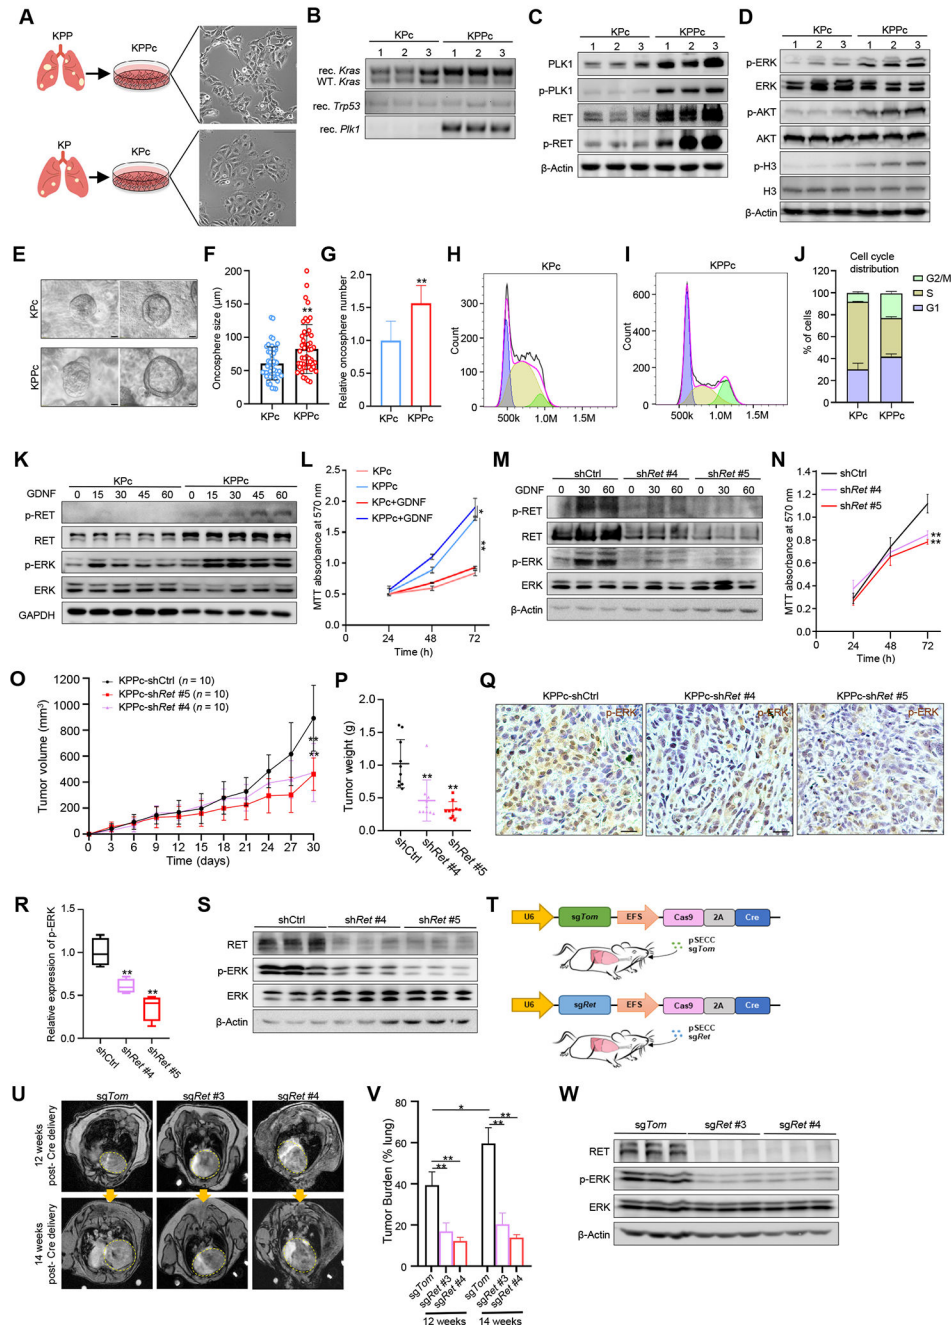 A
KPP
KPPc
KP
KPc
B
KPc
KPPc
1 2 3 1 2 3
rec. Kras
WT. Kras
rec. Trp53
rec. Plk1
C
KPc
KPPc
1 2 3 1 2 3
PLK1
p-PLK1
RET
p-RET
β-Actin
D
KPc
KPPc
1 2 3 1 2 3
p-ERK
ERK
p-AKT
AKT
p-H3
H3
β-Actin
E
KPc
KPPc
F
Oncosphere size (µm)
200
150
100
50
0
**
KPc
KPPc
G
Relative oncosphere number
2.0
1.5
1.0
0.5
0
**
KPc
KPPc
H
KPc
Count
300
200
100
0
500k 1.0M 1.5M
I
KPPc
Count
600
400
200
0
500k 1.0M 1.5M
J
Cell cycle
distribution
% of cells
120
100
80
60
40
20
0
KPc
KPPc
G2/M
S
G1
K
KPc
KPPc
GDNF 0 15 30 45 60 0 15 30 45 60
p-RET
RET
p-ERK
ERK
GAPDH
L
MTT absorbance at 570 nm
2.5
2.0
1.5
1.0
0.5
0
0 24 48 72
Time (h)
KPc
KPPc
KPc+GDNF
KPPc+GDNF
*
**
M
shCtrl
shRet #4
shRet #5
GDNF 0 30 60 0 30 60 0 30 60
p-RET
RET
p-ERK
ERK
β-Actin
N
MTT absorbance at 570 nm
1.4
1.2
1.0
0.8
0.6
0.4
0.2
0
0 24 48 72
Time (h)
shCtrl
shRet #4
shRet #5
**
**
O
Tumor volume (mm³)
1200
1000
800
600
400
200
0
0 3 6 9 12 15 18 21 24 27 30
Time (days)
KPPc-shCtrl (n = 10)
KPPc-shRet #5 (n = 10)
KPPc-shRet #4 (n = 10)
**
**
P
Tumor weight (g)
2.0
1.5
1.0
0.5
0
**
**
shCtrl
shRet #4
shRet #5
Q
KPPc-shCtrl
KPPc-shRet #4
KPPc-shRet #5
p-ERK
p-ERK
p-ERK
R
Relative expression of p-ERK
1.5
1.0
0.5
0.0
**
**
shCtrl
shRet #4
shRet #5
S
shCtrl
shRet #4
shRet #5
RET
p-ERK
ERK
β-Actin
T
U6 sgTom EFS Cas9 2A Cre
pSECC
sgTom
U6 sgRet EFS Cas9 2A Cre
pSECC
sgRet
U
sgTom
sgRet #3
sgRet #4
12 weeks
post- Cre delivery
14 weeks
post- Cre delivery
V
Tumor Burden (% lung)
80
60
40
20
0
*
**
**
**
**
sgTom
sgRet #3
sgRet #4
sgTom
sgRet #3
sgRet #4
12 weeks
14 weeks
W
sgTom
sgRet #3
sgRet #4
RET
p-ERK
ERK
β-Actin